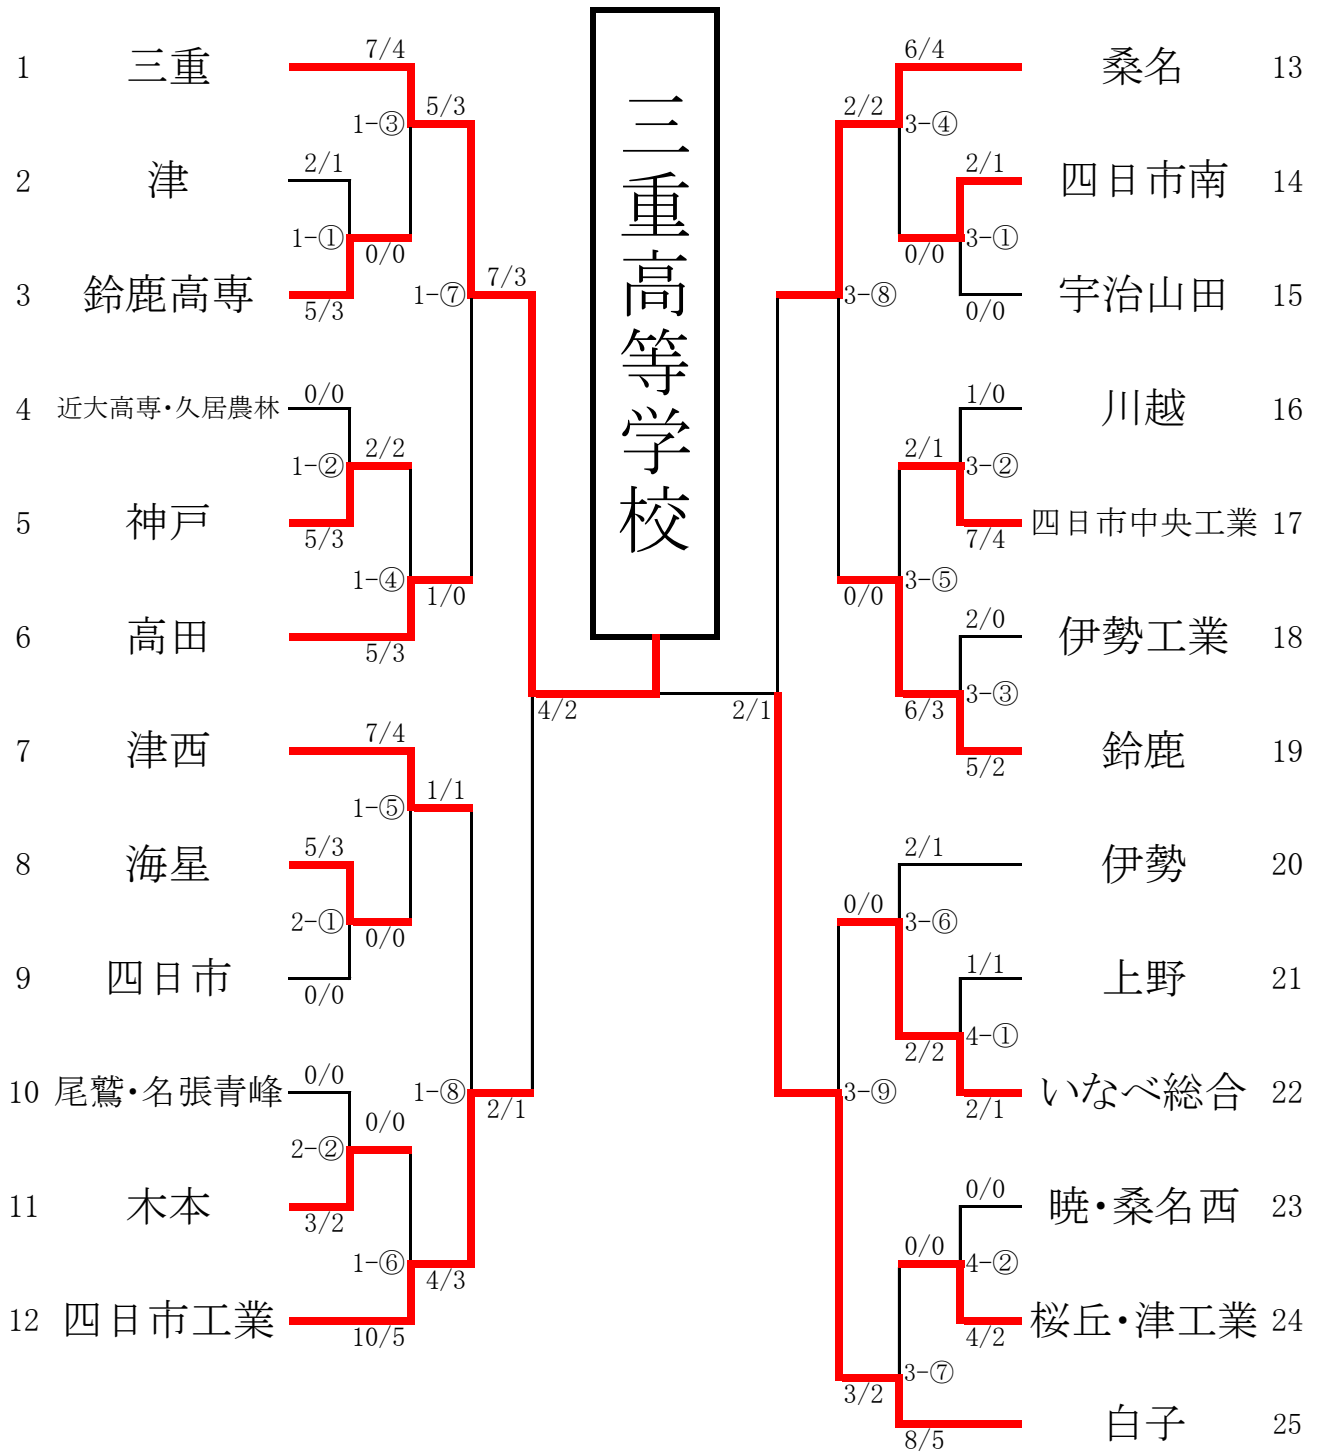 三重高等学校
1 三重 7/4
5/3
1-③
2 津 2/1
1-①
0/0
3 鈴鹿高専 5/3
1-⑦ 7/3
4 近大高専・久居農林 0/0
1-② 2/2
5 神戸 5/3
1-④
1/0
6 高田 5/3
4/2
7 津西 7/4
1-⑤ 1/1
8 海星 5/3
2-①
0/0
9 四日市 0/0
10 尾鷲・名張青峰 0/0
1-⑧ 2/1
0/0
2-②
11 木本 3/2
1-⑥
4/3
12 四日市工業 10/5
6/4 桑名 13
2/2
3-④
2/1 四日市南 14
3-①
0/0
0/0 宇治山田 15
3-⑧
1/0 川越 16
2/1 3-②
7/4 四日市中央工業 17
3-⑤
0/0
2/0 伊勢工業 18
3-③
6/3
2/1
5/2 鈴鹿 19
2/1 伊勢 20
0/0 3-⑥
1/1 上野 21
4-①
2/2
2/1 いなべ総合 22
3-⑨
0/0 暁・桑名西 23
0/0 4-②
4/2 桜丘・津工業 24
3-⑦
3/2
8/5 白子 25